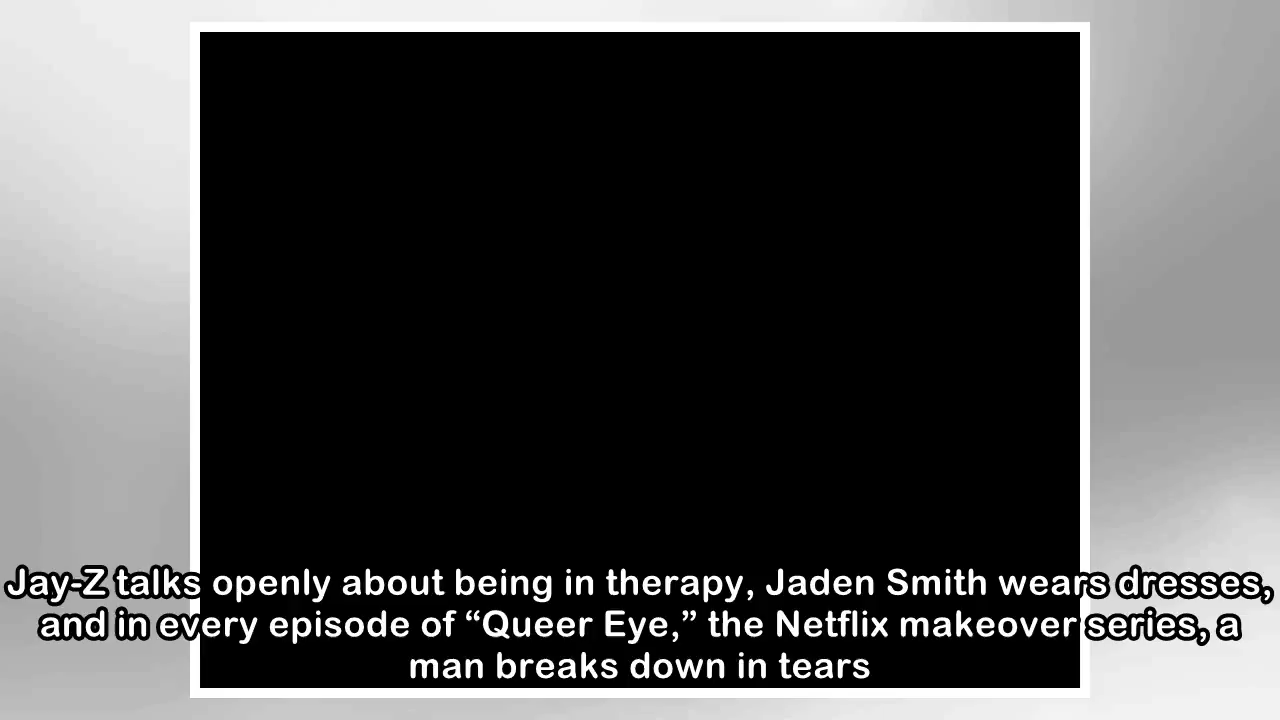 Jay-Z talks openly about being in therapy, Jaden Smith wears dresses,
and in every episode of “Queer Eye,” the Netflix makeover series, a
man breaks down in tears